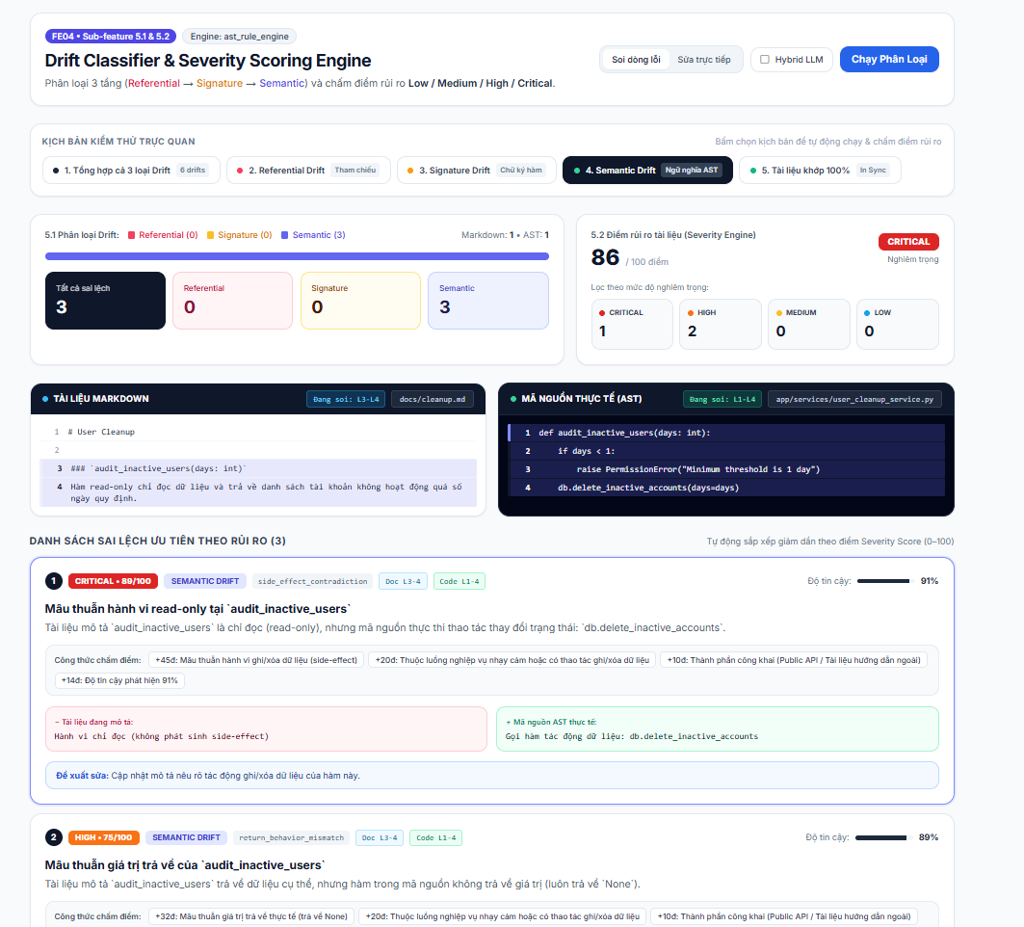 FE04 • Sub-feature 5.1 & 5.2 Engine: ast_rule_engine
Drift Classifier & Severity Scoring Engine
Phân loại 3 tầng (Referential → Signature → Semantic) và chấm điểm rủi ro Low / Medium / High / Critical.
Soi dòng lỗi Sửa trực tiếp Hybrid LLM Chạy Phân Loại
KỊCH BẢN KIỂM THỬ TRỰC QUAN Bấm chọn kịch bản để tự động chạy & chấm điểm rủi ro
1. Tổng hợp cả 3 loại Drift 6 drifts 2. Referential Drift Tham chiếu 3. Signature Drift Chữ ký hàm 4. Semantic Drift Ngữ nghĩa AST 5. Tài liệu khớp 100% In Sync
5.1 Phân loại Drift: Referential (0) Signature (0) Semantic (3) Markdown: 1 • AST: 1
Tất cả sai lệch
3
Referential
0
Signature
0
Semantic
3
5.2 Điểm rủi ro tài liệu (Severity Engine)
86 / 100 điểm
CRITICAL
Nghiêm trọng
Lọc theo mức độ nghiêm trọng:
CRITICAL
1
HIGH
2
MEDIUM
0
LOW
0
TÀI LIỆU MARKDOWN Đang soi: L3-L4 docs/cleanup.md
1 # User Cleanup
2
3 ### `audit_inactive_users(days: int)`
4 Hàm read-only chỉ đọc dữ liệu và trả về danh sách tài khoản không hoạt động quá số
ngày quy định.
MÃ NGUỒN THỰC TẾ (AST) Đang soi: L1-L4 app/services/user_cleanup_service.py
1 def audit_inactive_users(days: int):
2 if days < 1:
3 raise PermissionError("Minimum threshold is 1 day")
4 db.delete_inactive_accounts(days=days)
DANH SÁCH SAI LỆCH ƯU TIÊN THEO RỦI RO (3) Tự động sắp xếp giảm dần theo điểm Severity Score (0–100)
1 CRITICAL • 89/100 SEMANTIC DRIFT side_effect_contradiction Doc L3-4 Code L1-4 Độ tin cậy: 91%
Mâu thuẫn hành vi read-only tại `audit_inactive_users`
Tài liệu mô tả `audit_inactive_users` là chỉ đọc (read-only), nhưng mã nguồn thực thi thao tác thay đổi trạng thái: `db.delete_inactive_accounts`.
Công thức chấm điểm: +45đ: Mâu thuẫn hành vi ghi/xóa dữ liệu (side-effect) +20đ: Thuộc luồng nghiệp vụ nhạy cảm hoặc có thao tác ghi/xóa dữ liệu +10đ: Thành phần công khai (Public API / Tài liệu hướng dẫn ngoài)
+14đ: Độ tin cậy phát hiện 91%
− Tài liệu đang mô tả:
Hành vi chỉ đọc (không phát sinh side-effect)
+ Mã nguồn AST thực tế:
Gọi hàm tác động dữ liệu: db.delete_inactive_accounts
Đề xuất sửa: Cập nhật mô tả nêu rõ tác động ghi/xóa dữ liệu của hàm này.
2 HIGH • 75/100 SEMANTIC DRIFT return_behavior_mismatch Doc L3-4 Code L1-4 Độ tin cậy: 89%
Mâu thuẫn giá trị trả về của `audit_inactive_users`
Tài liệu mô tả `audit_inactive_users` trả về dữ liệu cụ thể, nhưng hàm trong mã nguồn không trả về giá trị (luôn trả về `None`).
Công thức chấm điểm: +32đ: Mâu thuẫn giá trị trả về thực tế (trả về None) +20đ: Thuộc luồng nghiệp vụ nhạy cảm hoặc có thao tác ghi/xóa dữ liệu +10đ: Thành phần công khai (Public API / Tài liệu hướng dẫn ngoài)